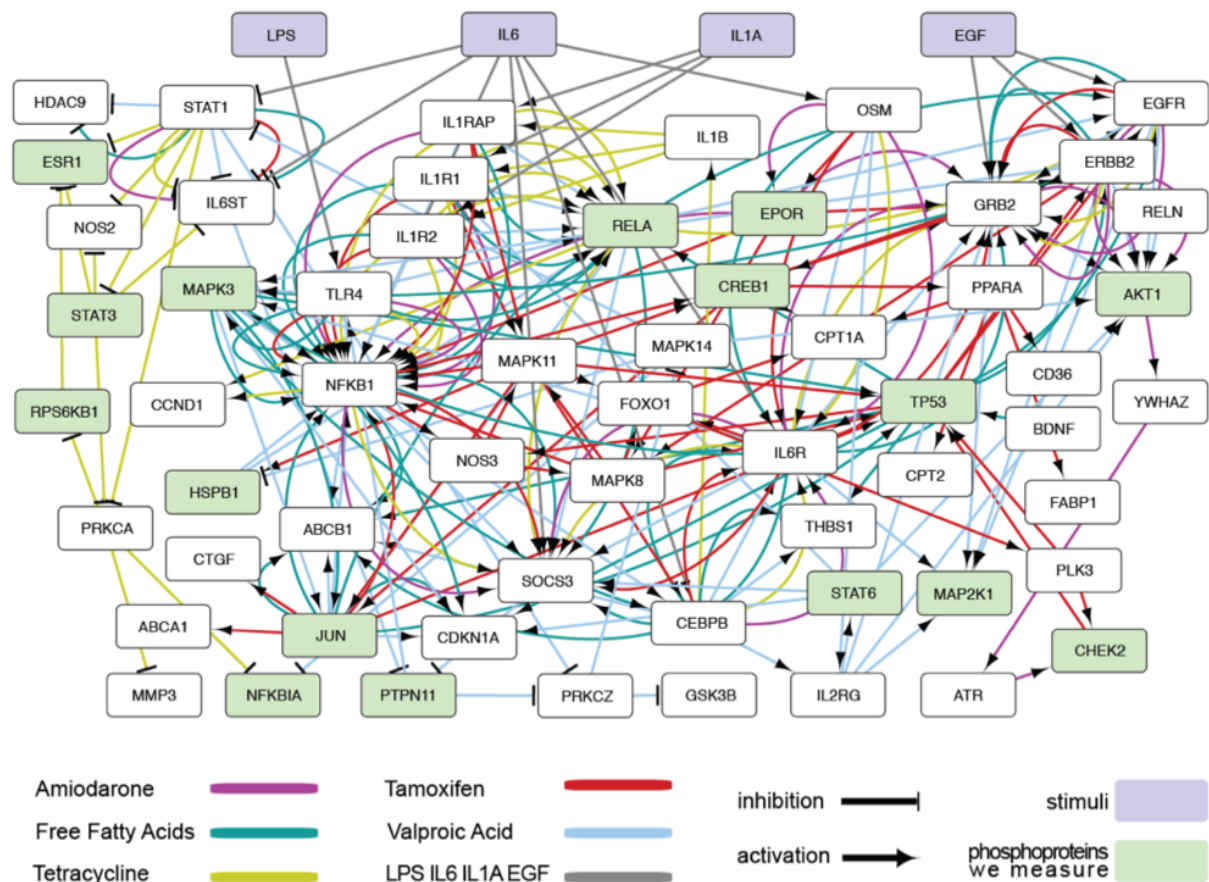 LPS IL6 IL1A EGF
HDAC9 STAT1 IL1RAP IL1B OSM EGFR
ESR1 IL1R1 ERBB2
NOS2 IL6ST IL1R2 RELA EPOR GRB2 RELN
STAT3 MAPK3 TLR4 CREB1 PPARA AKT1
MAPK11 MAPK14 CPT1A
RPS6KB1 CCND1 NFKB1 FOXO1 TP53 CD36 YWHAZ
BDNF
HSPB1 NOS3 MAPK8 IL6R CPT2 FABP1
PRKCA ABCB1 THBS1
CTGF SOCS3 STAT6 MAP2K1 PLK3
ABCA1 JUN CDKN1A CEBPB CHEK2
MMP3 NFKBIA PTPN11 PRKCZ GSK3B IL2RG ATR
Amiodarone Tamoxifen inhibition stimuli
Free Fatty Acids Valproic Acid activation phosphoproteins
we measure
Tetracycline LPS IL6 IL1A EGF